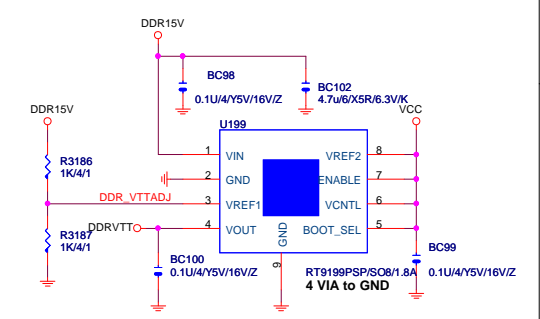 DDR15V
BC98
0.1U/4/Y5V/16V/Z
BC102
4.7u/6/X5R/6.3V/K
DDR15V
VCC
U199
R3186
1K/4/1
1
VIN
VREF2
8
2
GND
ENABLE
7
DDR_VTTADJ
3
VREF1
VCNTL
6
DDRVTT
4
VOUT
BOOT_SEL
5
R3187
1K/4/1
GND
9
BC100
0.1U/4/Y5V/16V/Z
BC99
0.1U/4/Y5V/16V/Z
RT9199PSP/SO8/1.8A
4 VIA to GND